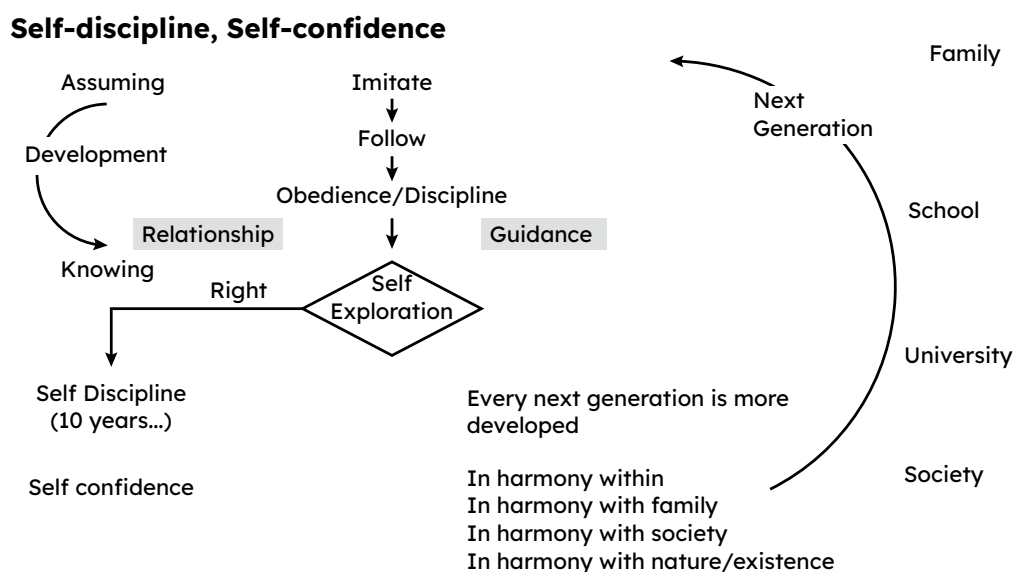 Self-discipline, Self-confidence
Family
Assuming
Imitate
Next
Generation
Follow
Development
Obedience/Discipline
School
Relationship
Guidance
Knowing
Self
Exploration
Right
University
Self Discipline
(10 years...)
Every next generation is more
developed
Society
Self confidence
In harmony within
In harmony with family
In harmony with society
In harmony with nature/existence